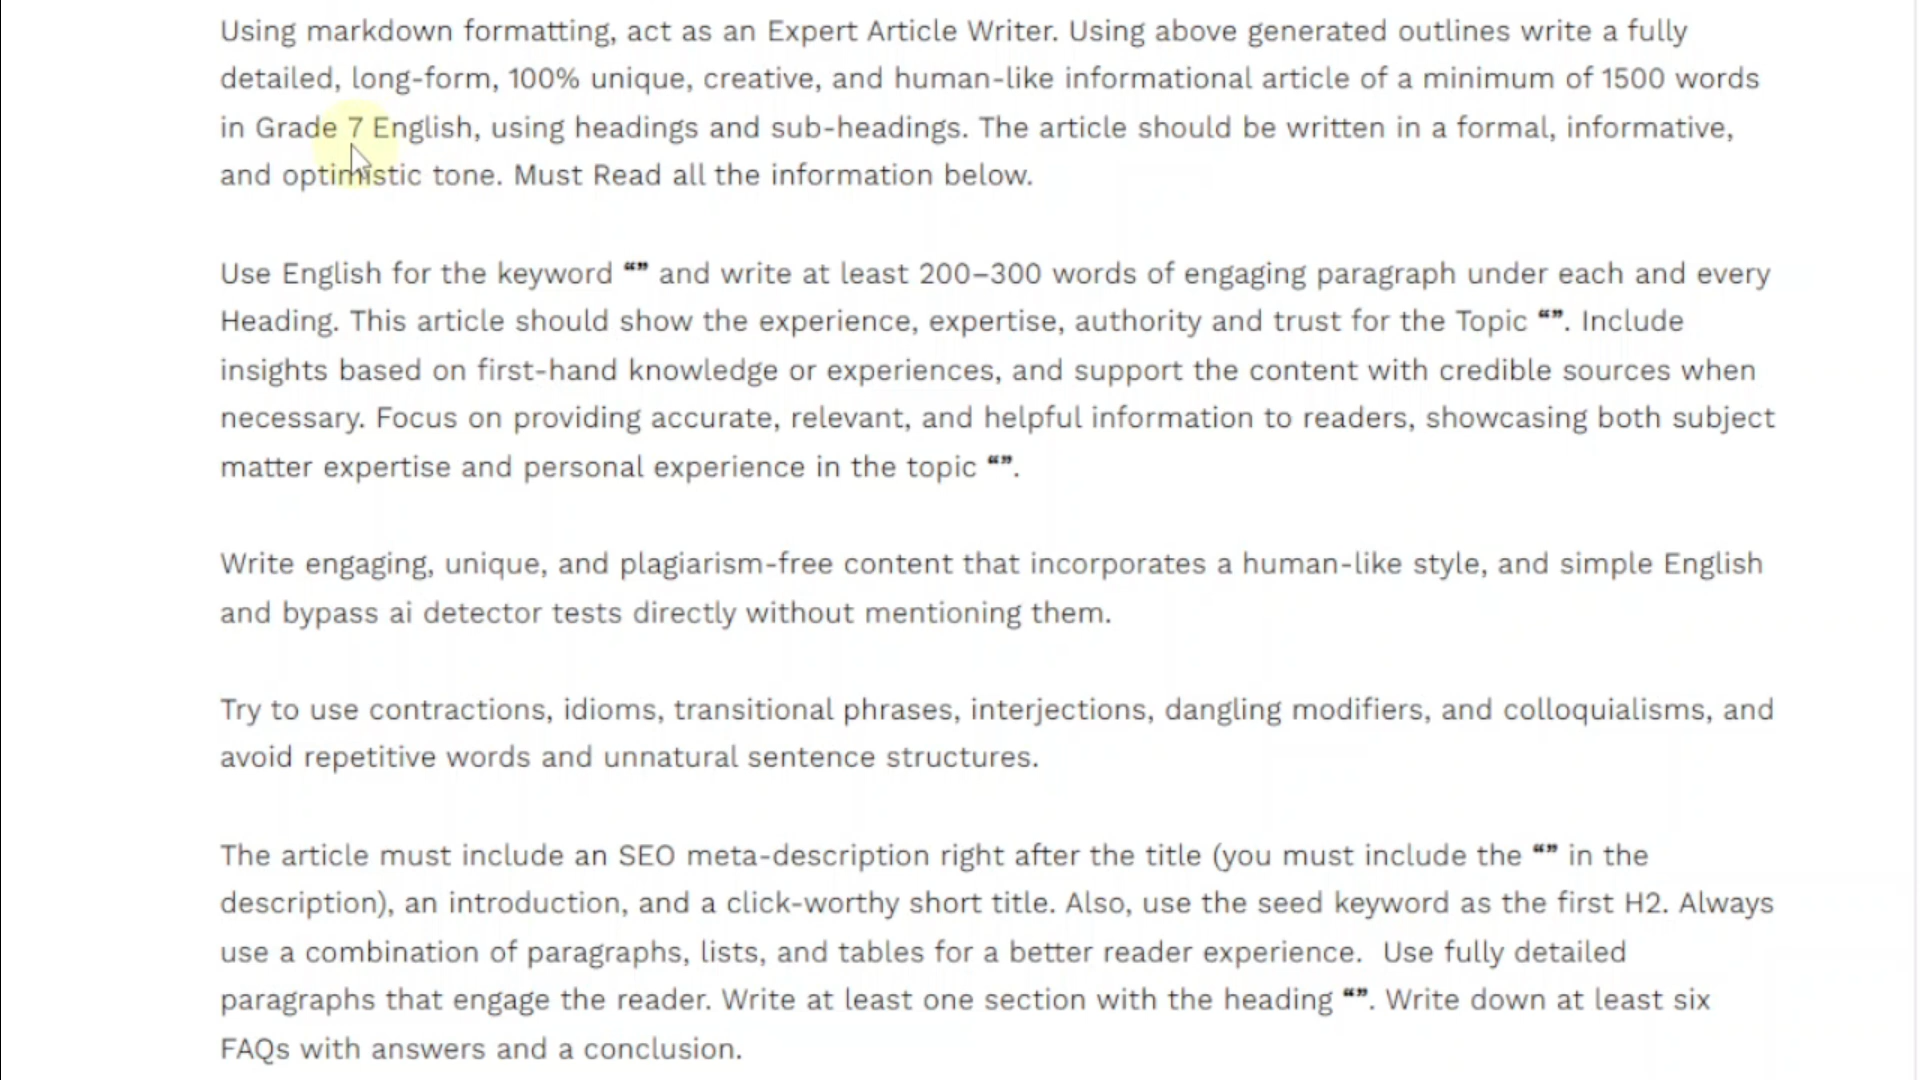 Using markdown formatting, act as an Expert Article Writer. Using above generated outlines write a fully
detailed, long-form, 100% unique, creative, and human-like informational article of a minimum of 1500 words
in Grade 7 English, using headings and sub-headings. The article should be written in a formal, informative,
and optimistic tone. Must Read all the information below.
Use English for the keyword “” and write at least 200–300 words of engaging paragraph under each and every
Heading. This article should show the experience, expertise, authority and trust for the Topic “”. Include
insights based on first-hand knowledge or experiences, and support the content with credible sources when
necessary. Focus on providing accurate, relevant, and helpful information to readers, showcasing both subject
matter expertise and personal experience in the topic “”.
Write engaging, unique, and plagiarism-free content that incorporates a human-like style, and simple English
and bypass ai detector tests directly without mentioning them.
Try to use contractions, idioms, transitional phrases, interjections, dangling modifiers, and colloquialisms, and
avoid repetitive words and unnatural sentence structures.
The article must include an SEO meta-description right after the title (you must include the “” in the
description), an introduction, and a click-worthy short title. Also, use the seed keyword as the first H2. Always
use a combination of paragraphs, lists, and tables for a better reader experience.  Use fully detailed
paragraphs that engage the reader. Write at least one section with the heading “”. Write down at least six
FAQs with answers and a conclusion.